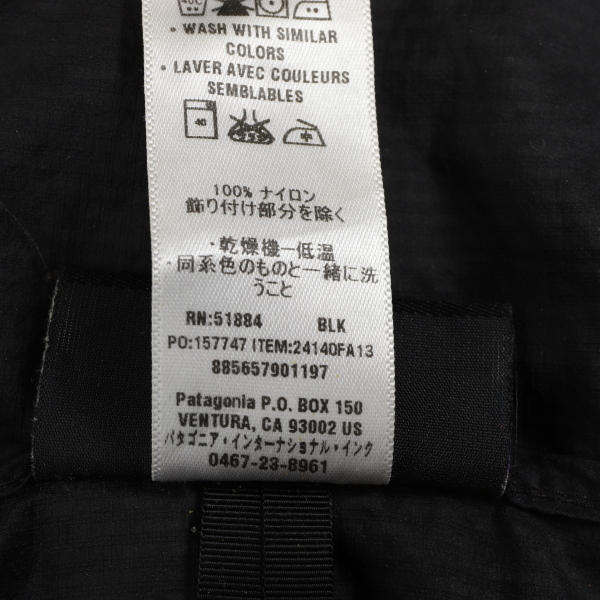 • WASH WITH SIMILAR
COLORS
• LAVER AVEC COULEURS
SEMBLABLES
40
中
100% ナイロン
飾り付け部分を除く
・乾燥機ー低温
・同系色のものと一緒に洗
うこと
RN:51884 BLK
PO:157747 ITEM:24140FA13
885657901197
Patagonia P.O. BOX 150
VENTURA, CA 93002 US
パタゴニア・インターナショナル・インク
0467-23-8961